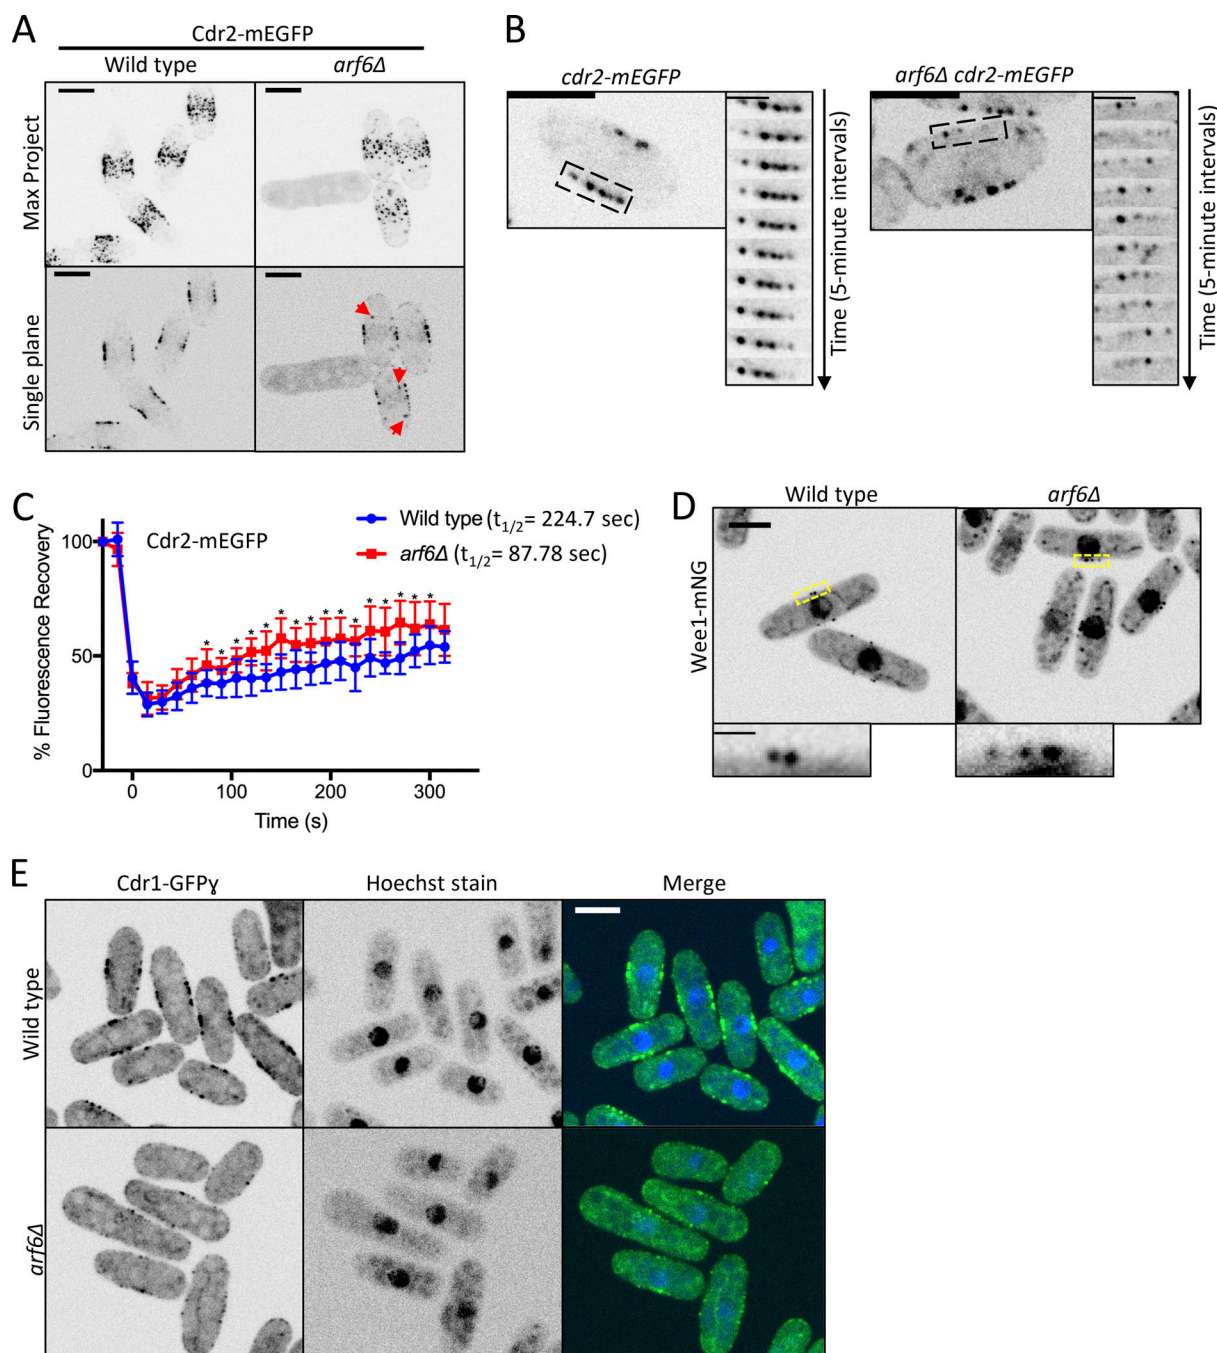 A
Cdr2-mEGFP
Wild type
arf6Δ
Max Project
Single plane
B
cdr2-mEGFP
arf6Δ cdr2-mEGFP
Time (5-minute intervals)
Time (5-minute intervals)
C
Cdr2-mEGFP
Wild type (t1/2= 224.7 sec)
arf6Δ (t1/2= 87.78 sec)
% Fluorescence Recovery
100
50
0
* * * * * * * * * * * * * * * *
0 100 200 300
Time (s)
D
Wild type
arf6Δ
Wee1-mNG
E
Cdr1-GFPɣ
Hoechst stain
Merge
Wild type
arf6Δ